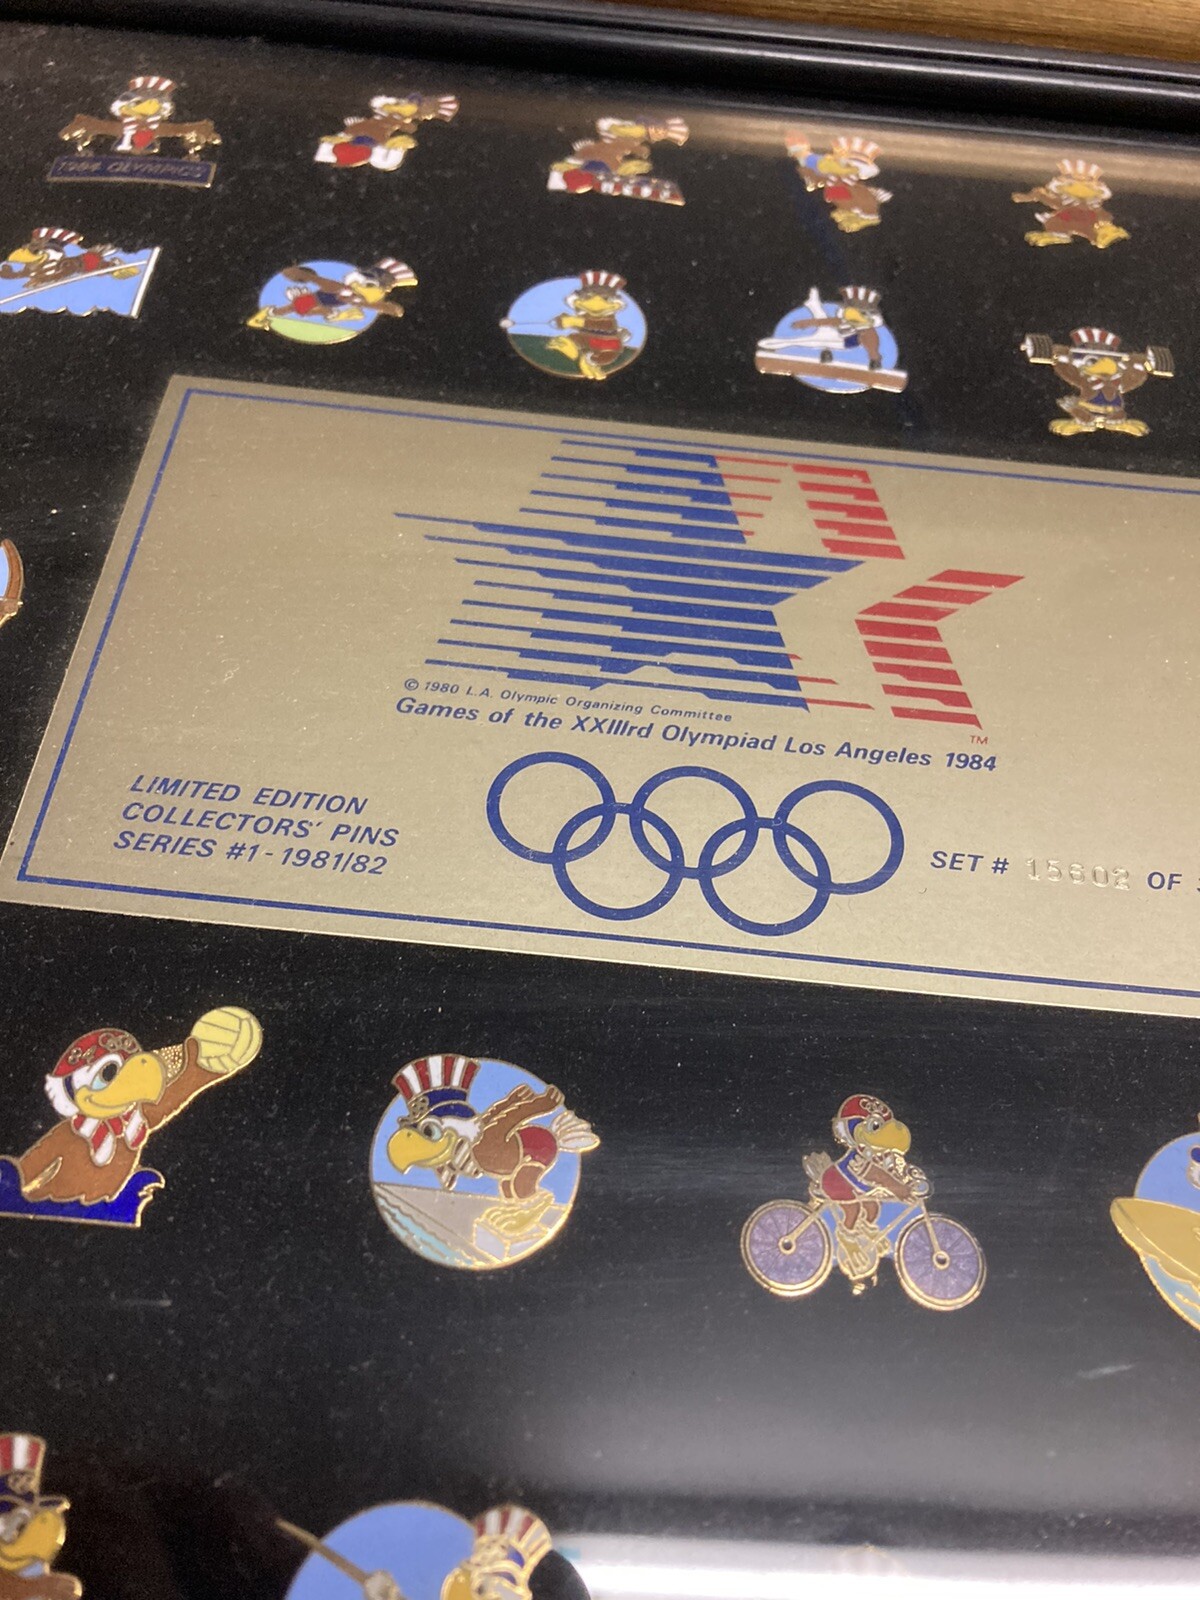 I
1984 OLYMPICS
I U
© 1980 L.A. Olympic Organizing Committee
TM
Games of the XXIIIrd Olympiad Los Angeles 1984
LIMITED EDITION
COLLECTORS' PINS
SERIES #1-1981/82
SET # 15602 OF
84